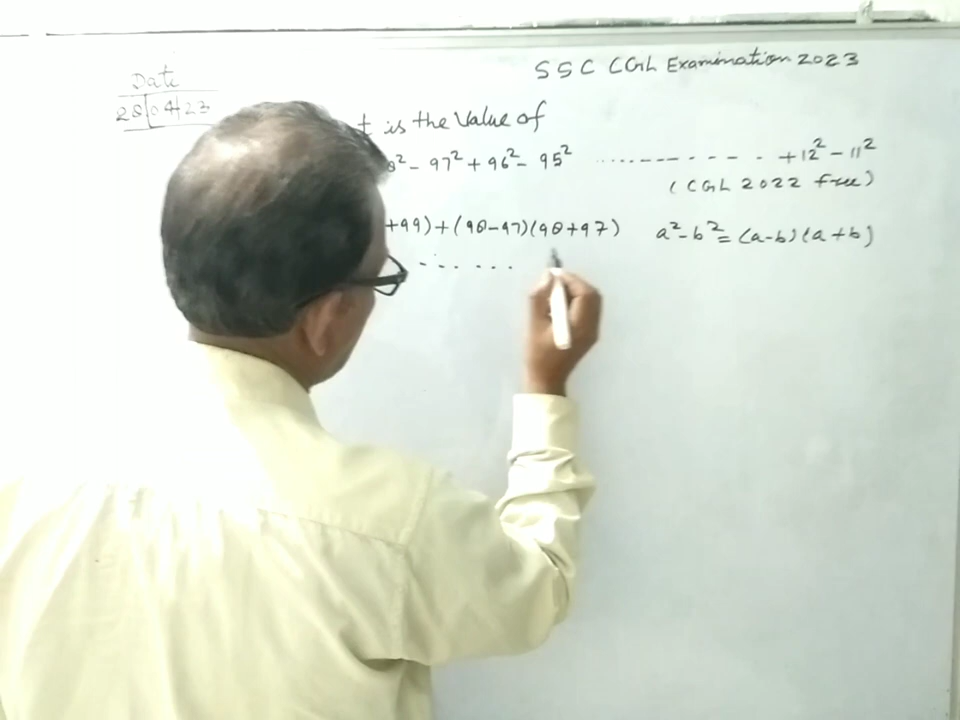 SSC CGL Examination 2023
Date
28/04/23
t is the Value of
8² - 97² + 96² - 95² ............ + 12² - 11²
(CGL 2022 Pre)
+99) + (98-97)(98+97) a² - b² = (a-b)(a+b)
- . . . . . .